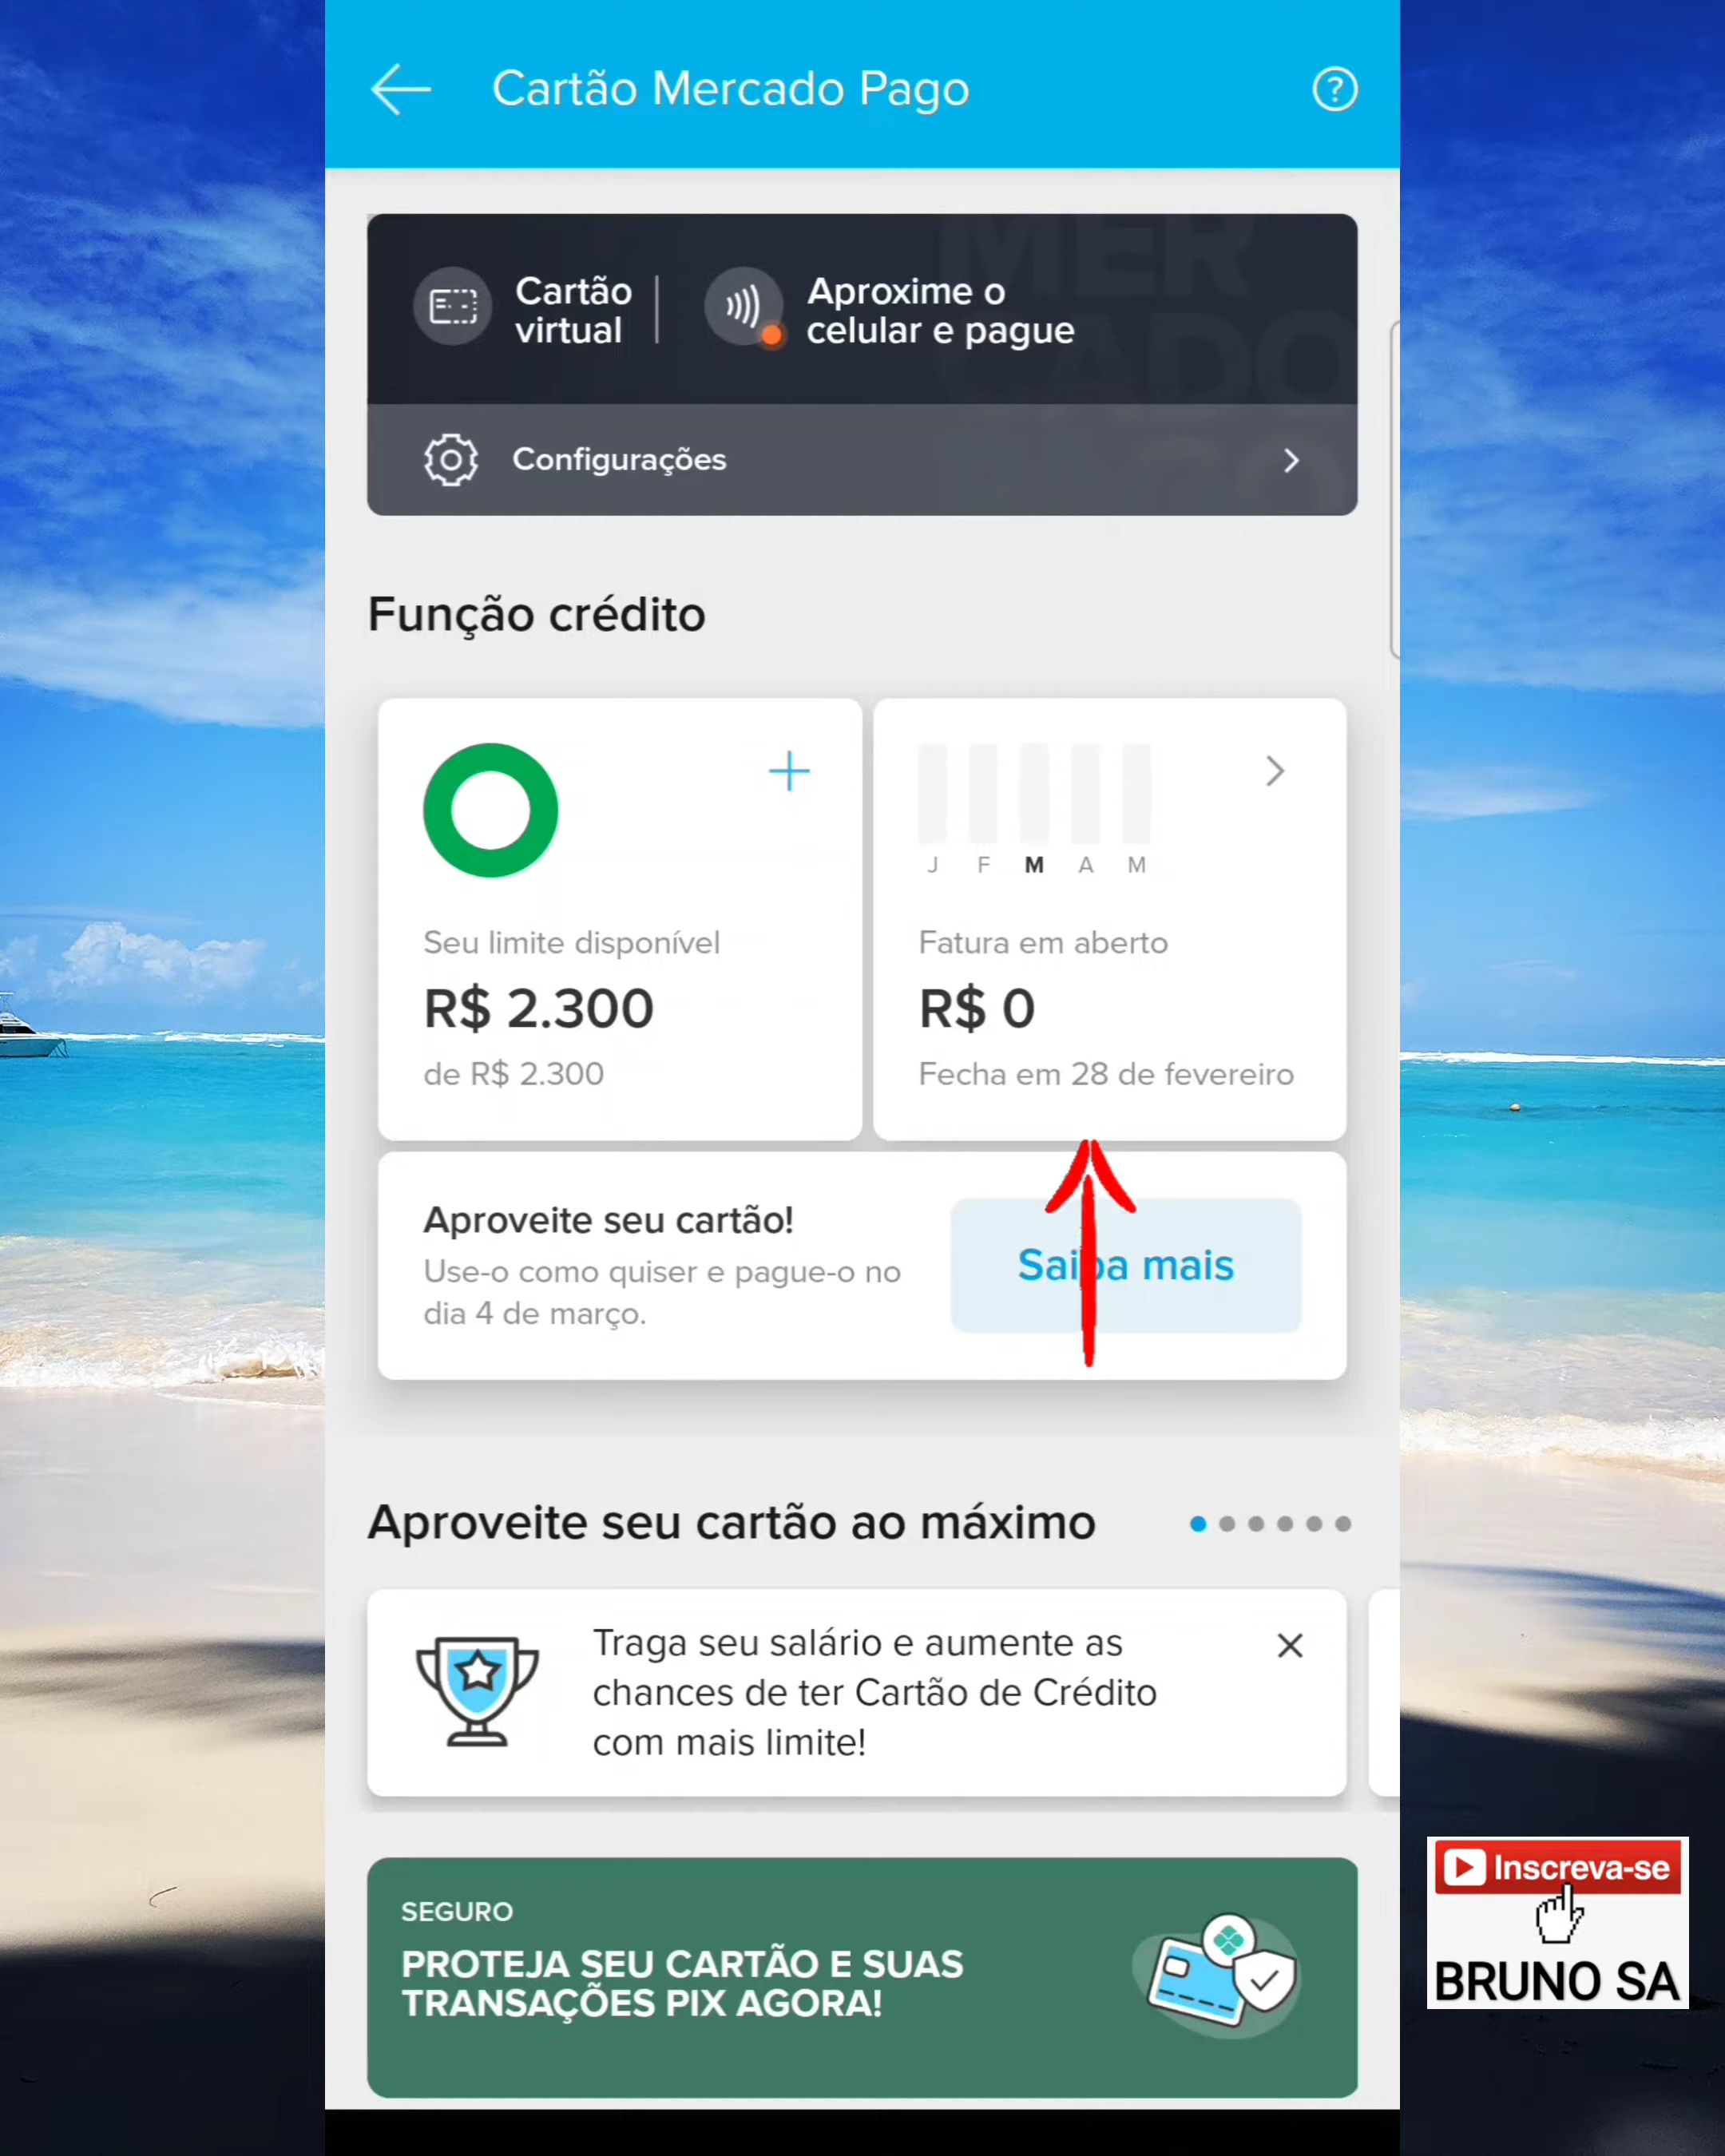 Cartão Mercado Pago
?
MER
CADO
PAGO
Cartão
virtual
Aproxime o
celular e pague
Configurações
Função crédito
J F M A M
Seu limite disponível
R$ 2.300
de R$ 2.300
Fatura em aberto
R$ 0
Fecha em 28 de fevereiro
Aproveite seu cartão!
Use-o como quiser e pague-o no
dia 4 de março.
Saiba mais
Aproveite seu cartão ao máximo
Traga seu salário e aumente as
chances de ter Cartão de Crédito
com mais limite!
SEGURO
PROTEJA SEU CARTÃO E SUAS
TRANSAÇÕES PIX AGORA!
Inscreva-se
BRUNO SA